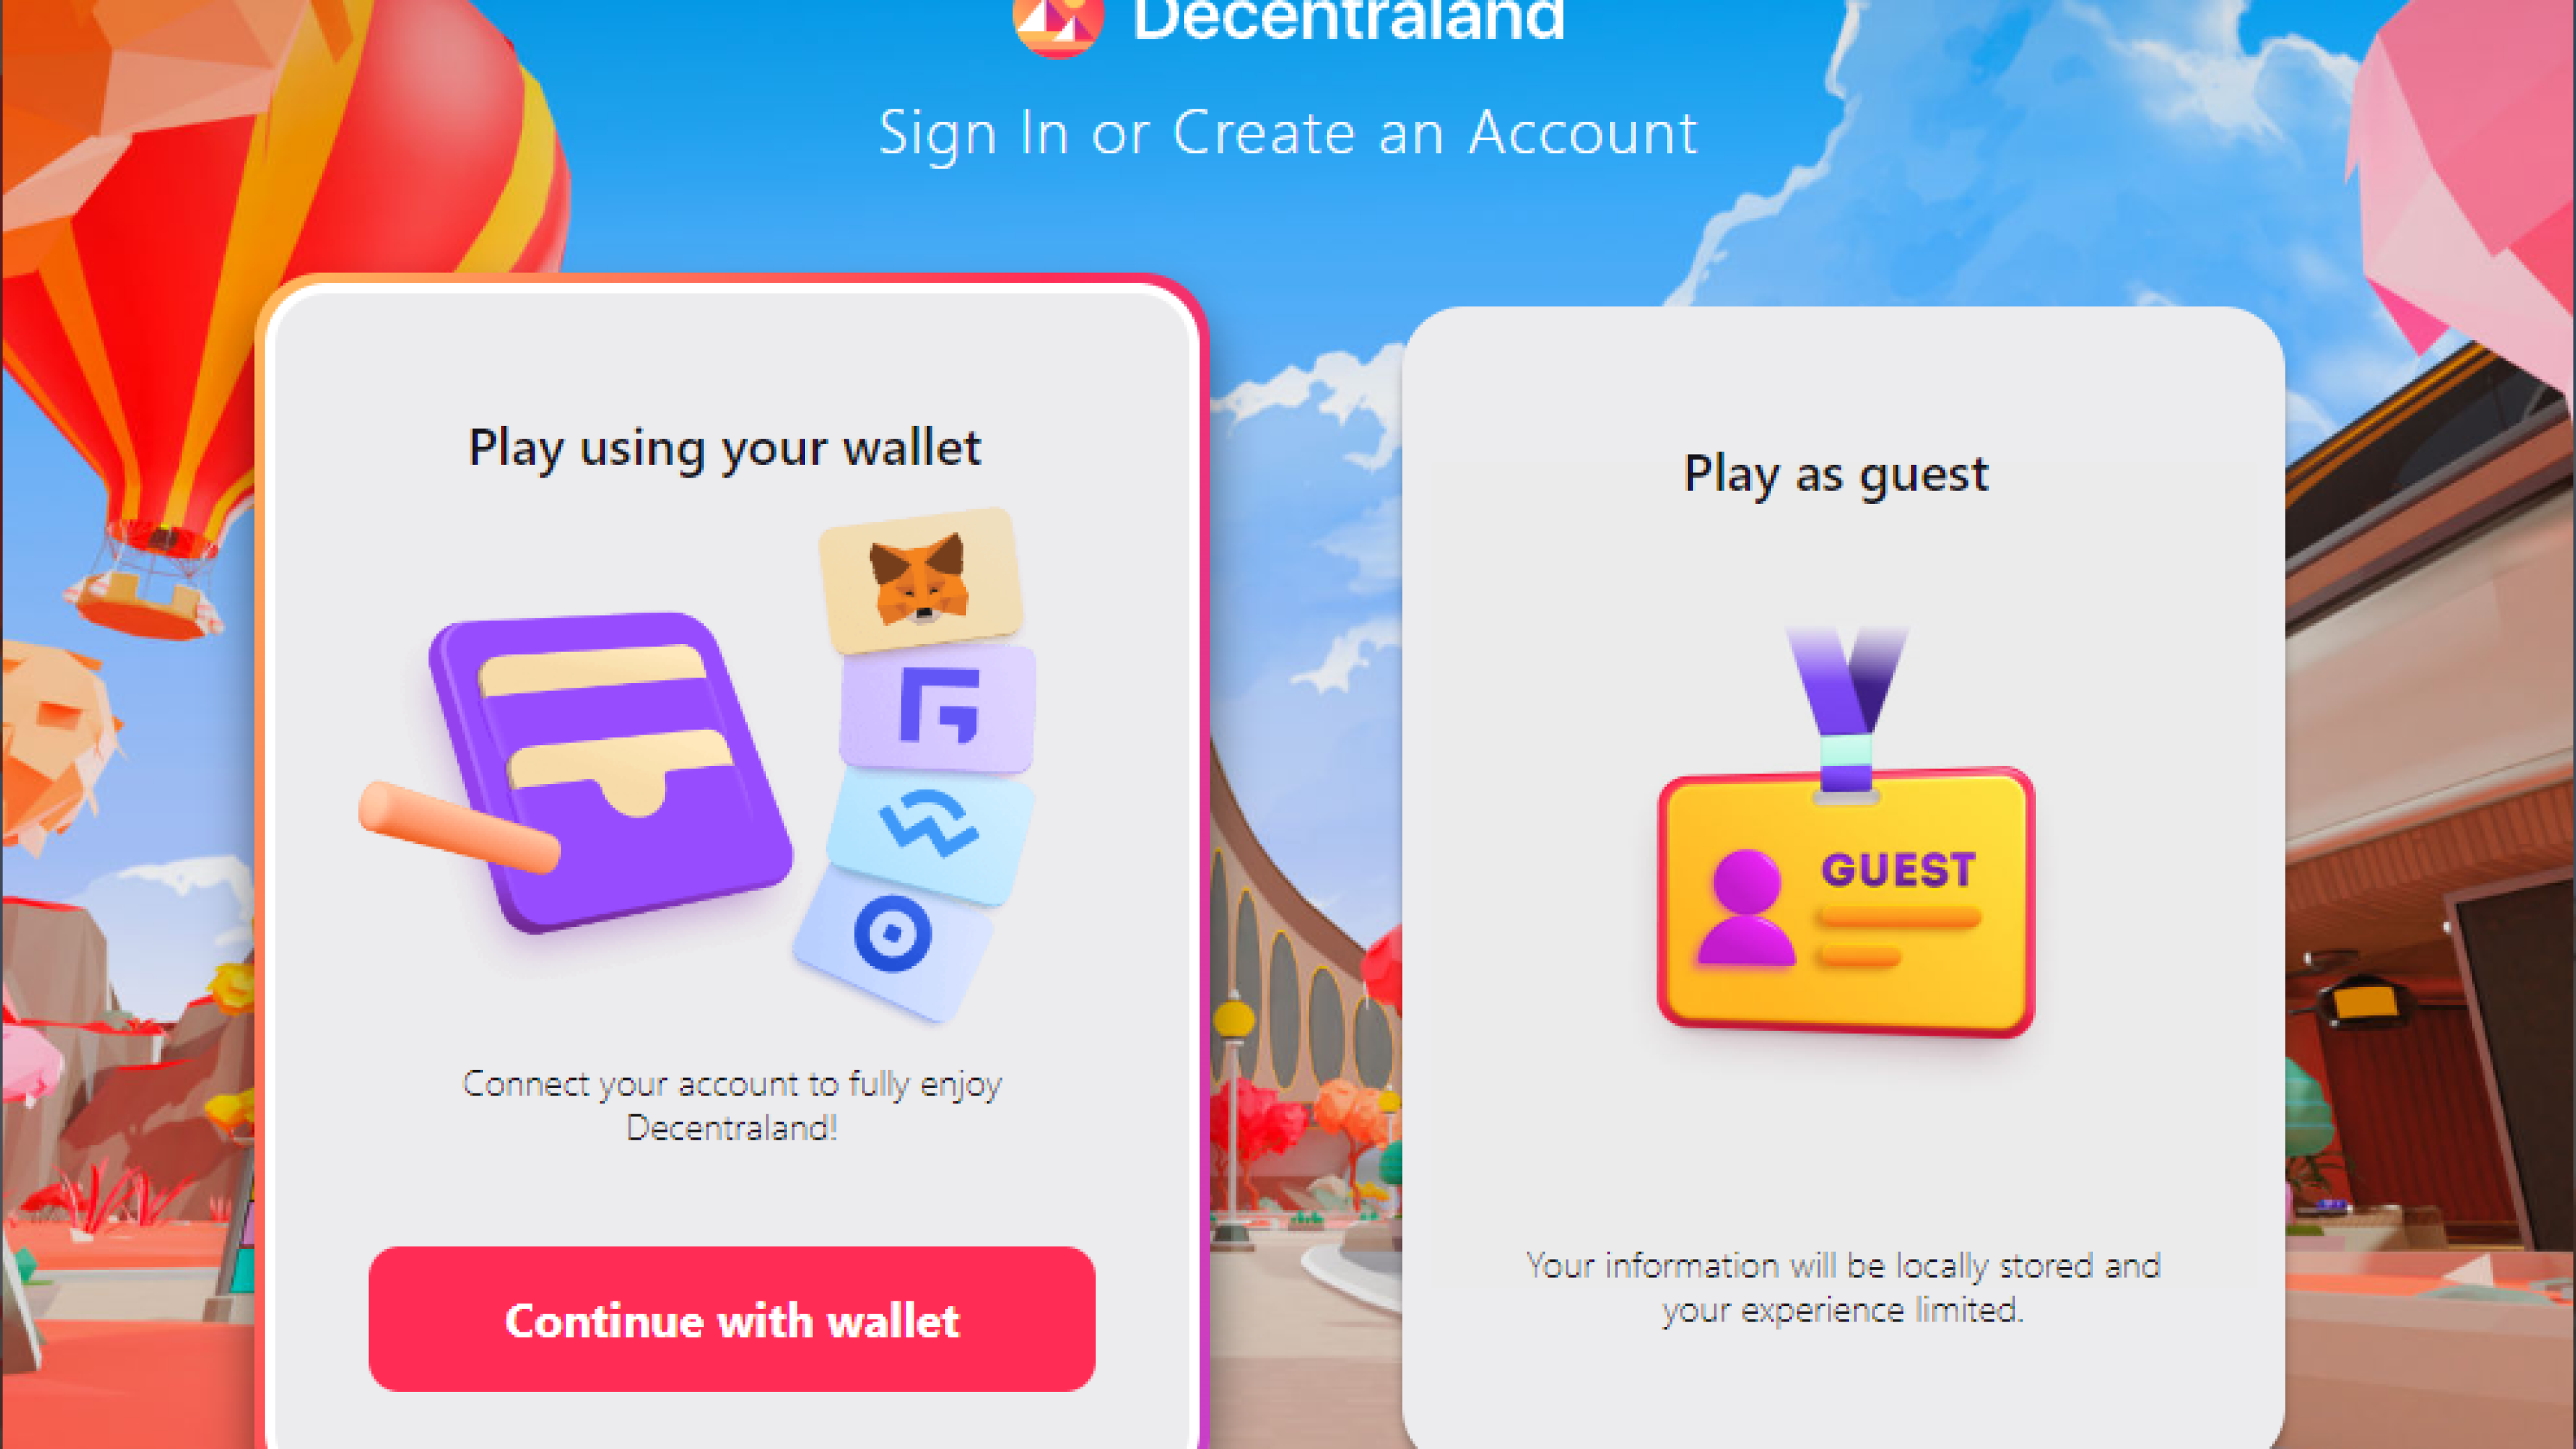 Decentraland
Sign In or Create an Account
Play using your wallet
Connect your account to fully enjoy
Decentraland!
Continue with wallet
Play as guest
GUEST
Your information will be locally stored and
your experience limited.